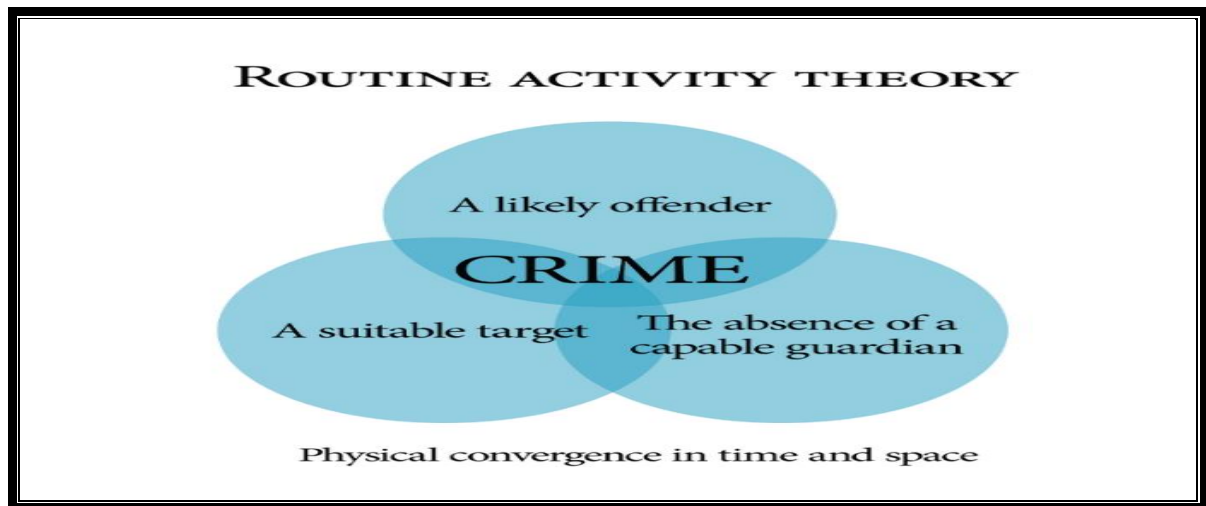 ROUTINE ACTIVITY THEORY
A likely offender
CRIME
A suitable target
The absence of a
capable guardian
Physical convergence in time and space